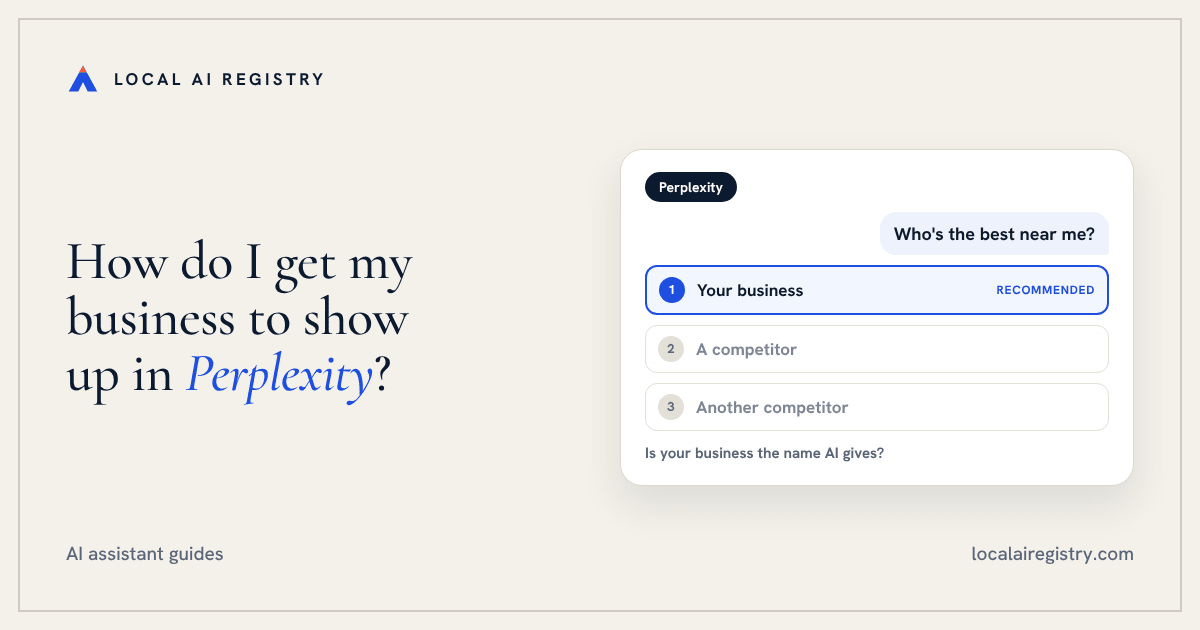 LOCAL AI REGISTRY
How do I get my
business to show
up in Perplexity?
Perplexity
Who's the best near me?
1 Your business RECOMMENDED
2 A competitor
3 Another competitor
Is your business the name AI gives?
AI assistant guides
localairegistry.com